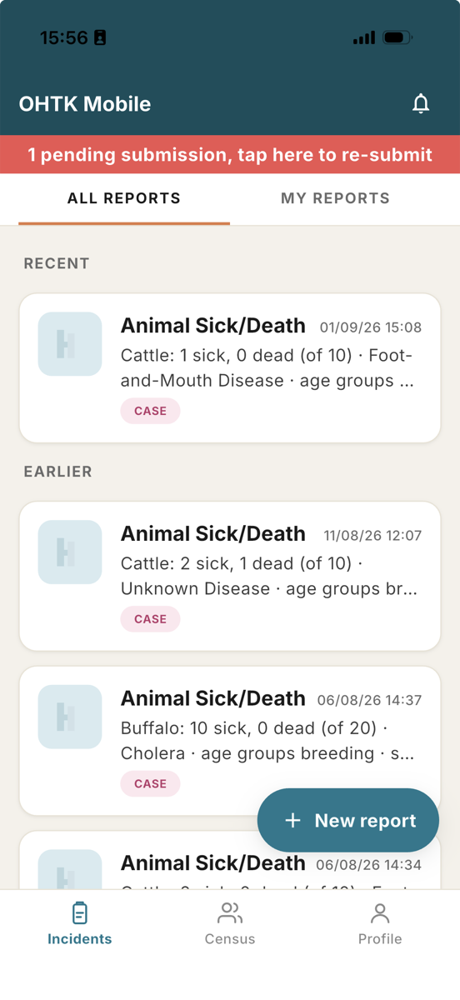 15:56
OHTK Mobile
1 pending submission, tap here to re-submit
ALL REPORTS
MY REPORTS
RECENT
Animal Sick/Death 01/09/26 15:08
Cattle: 1 sick, 0 dead (of 10) · Foot-
and-Mouth Disease · age groups ...
CASE
EARLIER
Animal Sick/Death 11/08/26 12:07
Cattle: 2 sick, 1 dead (of 10) ·
Unknown Disease · age groups br...
CASE
Animal Sick/Death 06/08/26 14:37
Buffalo: 10 sick, 0 dead (of 20) ·
Cholera · age groups breeding · s...
CASE
+ New report
Animal Sick/Death 06/08/26 14:34
Incidents
Census
Profile